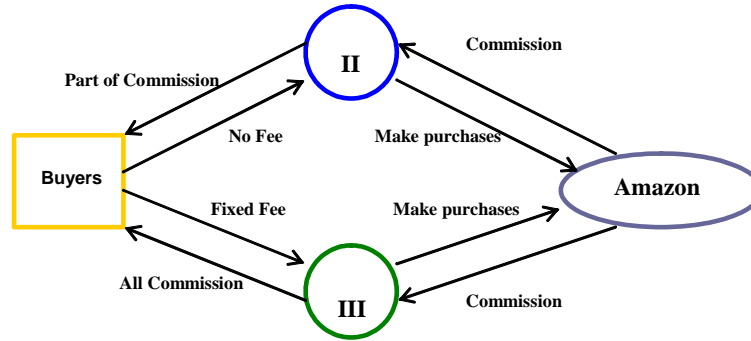 Commission
II
Part of Commission
No Fee
Make purchases
Buyers
Amazon
Fixed Fee
Make purchases
All Commission
III
Commission